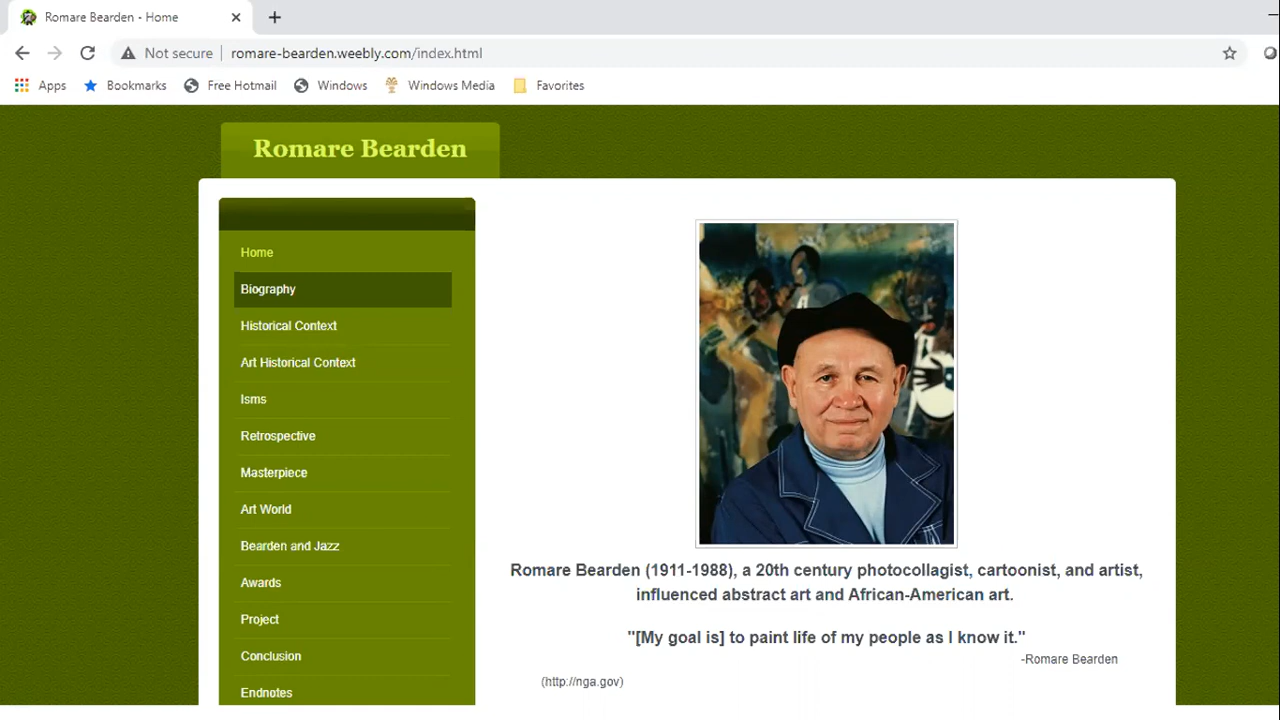 Romare Bearden - Home
Not secure romare-bearden.weebly.com/index.html
Apps Bookmarks Free Hotmail Windows Windows Media Favorites
Romare Bearden
Home
Biography
Historical Context
Art Historical Context
Isms
Retrospective
Masterpiece
Art World
Bearden and Jazz
Awards
Project
Conclusion
Endnotes
Romare Bearden (1911-1988), a 20th century photocollagist, cartoonist, and artist,
influenced abstract art and African-American art.
"[My goal is] to paint life of my people as I know it."
-Romare Bearden
(http://nga.gov)